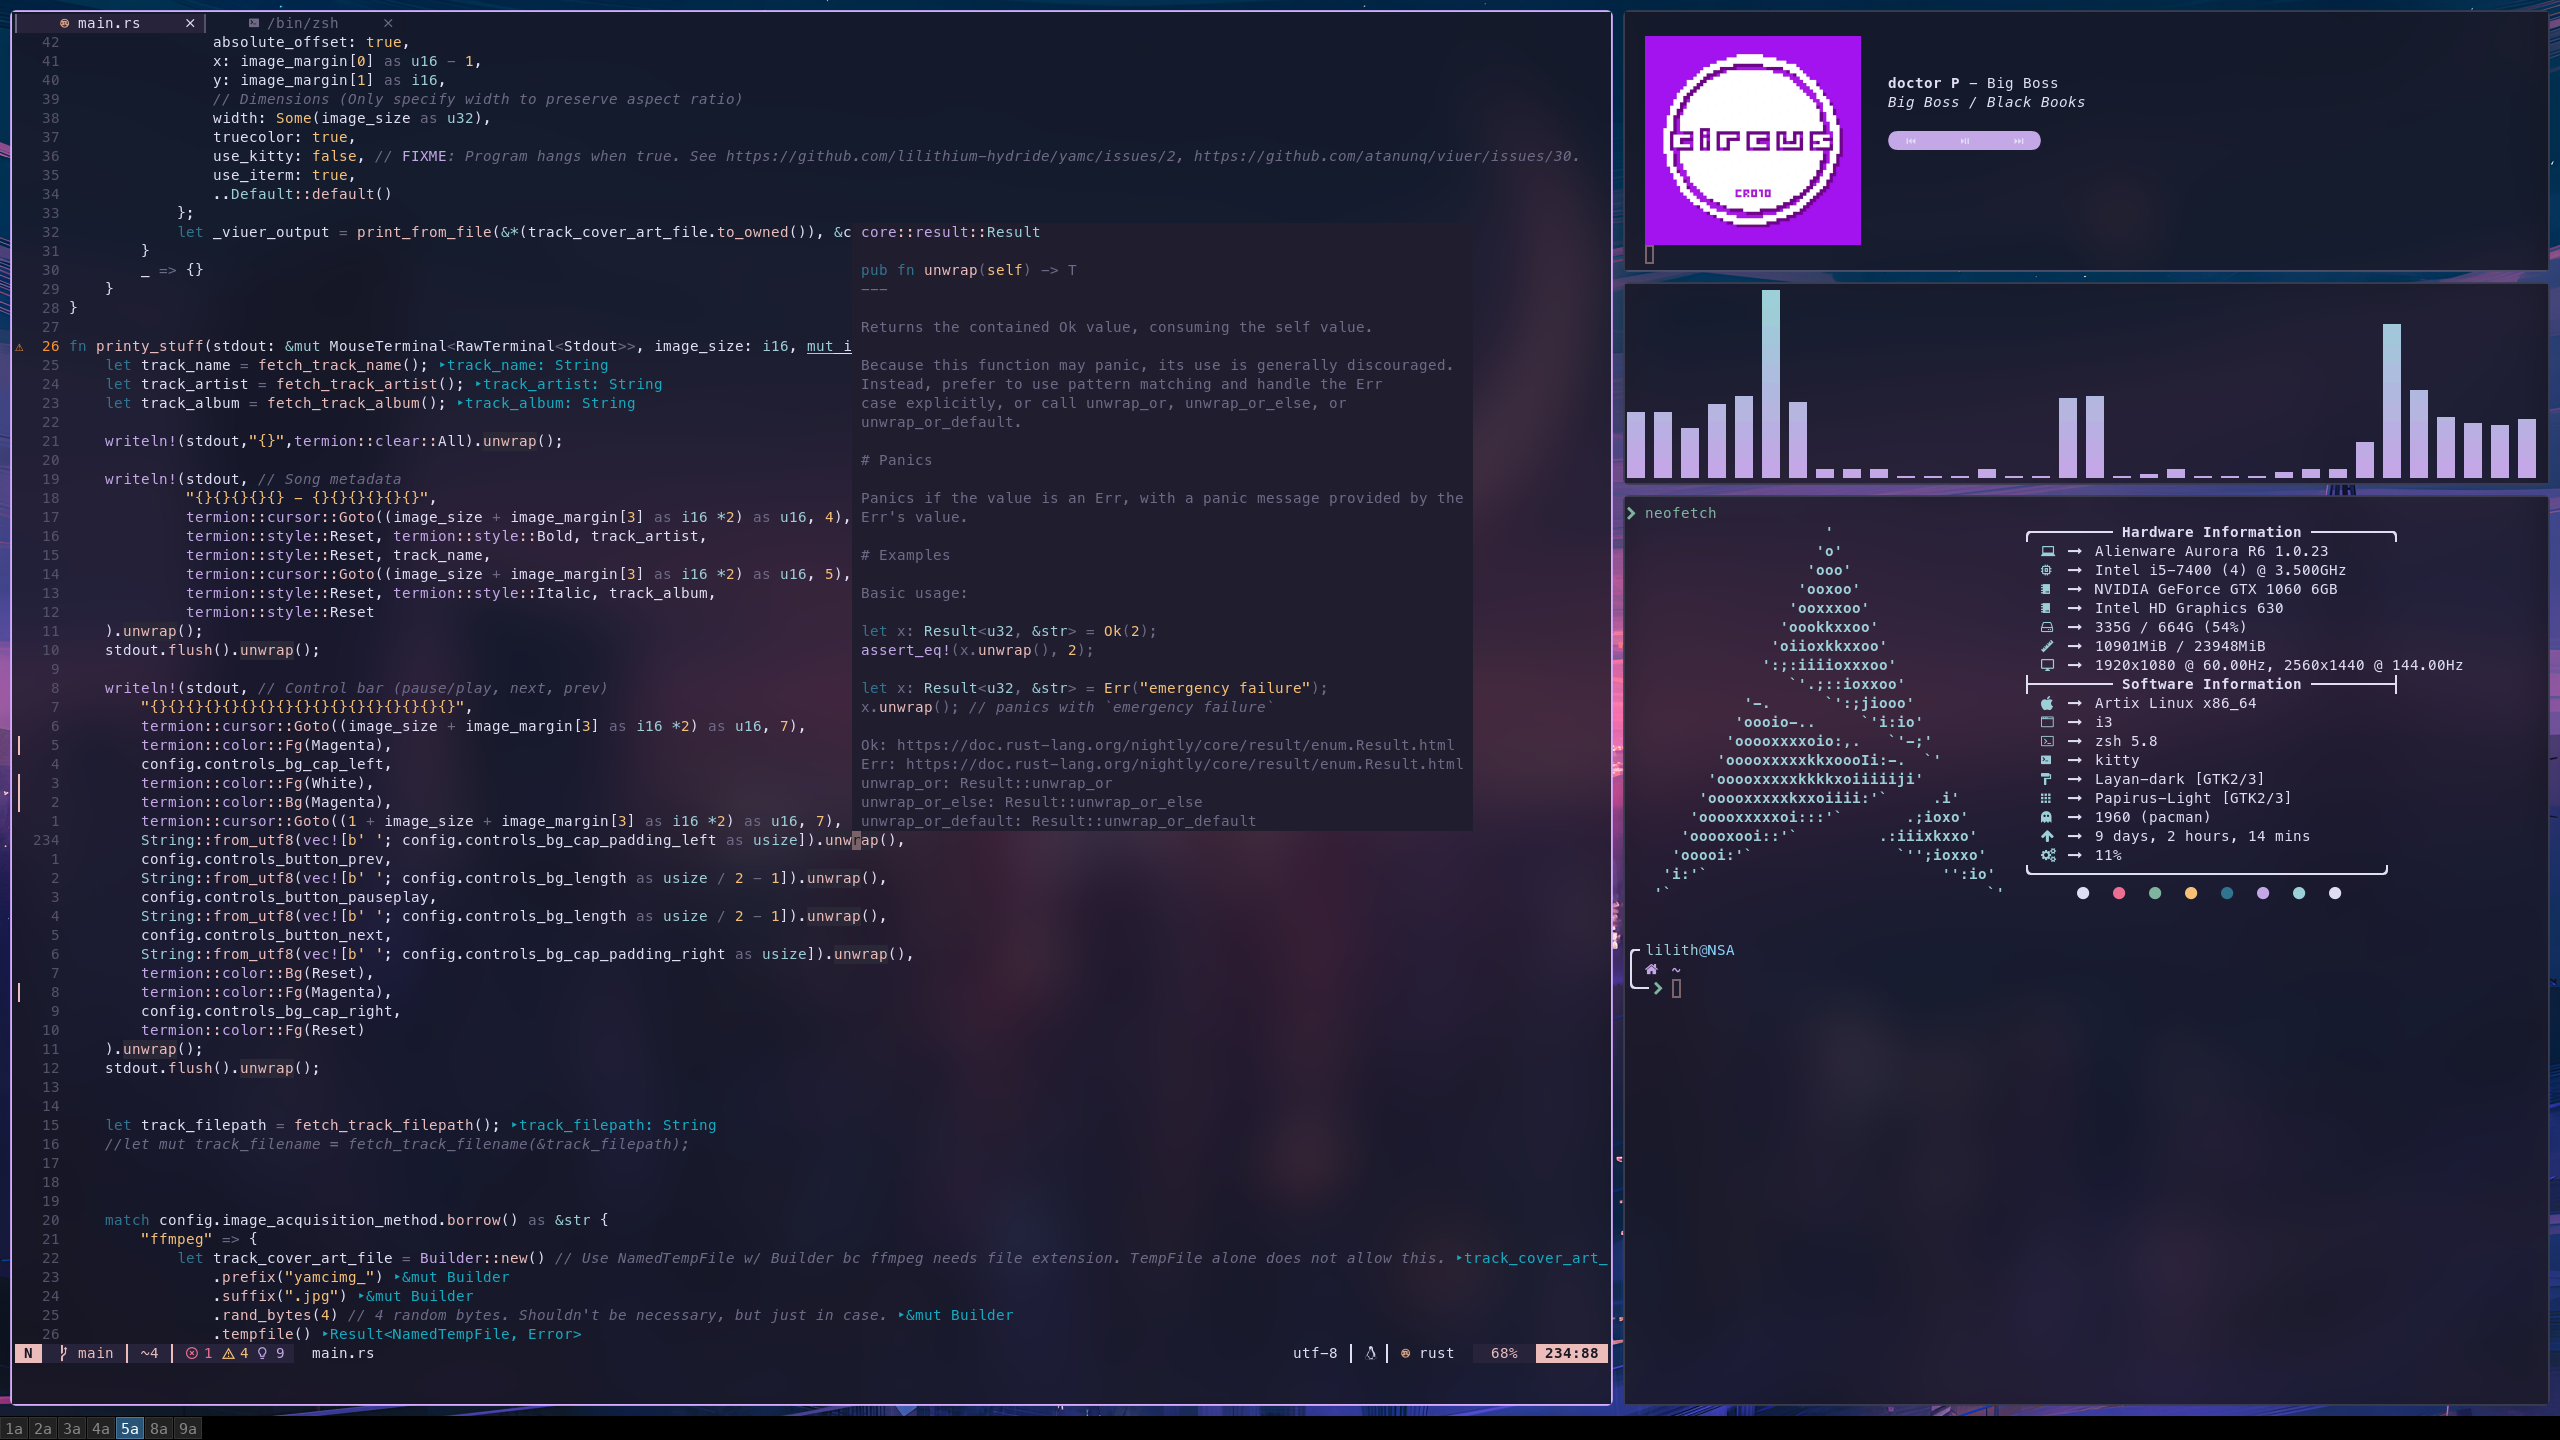 main.rs × /bin/zsh ×
42 absolute_offset: true,
41 x: image_margin[0] as u16 - 1,
40 y: image_margin[1] as i16,
39 // Dimensions (Only specify width to preserve aspect ratio)
38 width: Some(image_size as u32),
37 truecolor: true,
36 use_kitty: false, // FIXME: Program hangs when true. See https://github.com/lilithium-hydride/yamc/issues/2, https://github.com/atanunq/viuer/issues/30.
35 use_iterm: true,
34 ..Default::default()
33 };
32 let _viuer_output = print_from_file(&*(track_cover_art_file.to_owned()), &c
31 }
30 _ => {}
29 }
28 }
27
26 fn printy_stuff(stdout: &mut MouseTerminal<RawTerminal<Stdout>>, image_size: i16, mut i
25 let track_name = fetch_track_name(); ‣track_name: String
24 let track_artist = fetch_track_artist(); ‣track_artist: String
23 let track_album = fetch_track_album(); ‣track_album: String
22
21 writeln!(stdout,"{}",termion::clear::All).unwrap();
20
19 writeln!(stdout, // Song metadata
18 "{}{}{}{}{} - {}{}{}{}{}{}",
17 termion::cursor::Goto((image_size + image_margin[3] as i16 *2) as u16, 4),
16 termion::style::Reset, termion::style::Bold, track_artist,
15 termion::style::Reset, track_name,
14 termion::cursor::Goto((image_size + image_margin[3] as i16 *2) as u16, 5),
13 termion::style::Reset, termion::style::Italic, track_album,
12 termion::style::Reset
11 ).unwrap();
10 stdout.flush().unwrap();
9
8 writeln!(stdout, // Control bar (pause/play, next, prev)
7 "{}{}{}{}{}{}{}{}{}{}{}{}{}{}{}{}{}",
6 termion::cursor::Goto((image_size + image_margin[3] as i16 *2) as u16, 7),
5 termion::color::Fg(Magenta),
4 config.controls_bg_cap_left,
3 termion::color::Fg(White),
2 termion::color::Bg(Magenta),
1 termion::cursor::Goto((1 + image_size + image_margin[3] as i16 *2) as u16, 7),
234 String::from_utf8(vec![b' '; config.controls_bg_cap_padding_left as usize]).unwrap(),
1 config.controls_button_prev,
2 String::from_utf8(vec![b' '; config.controls_bg_length as usize / 2 - 1]).unwrap(),
3 config.controls_button_pauseplay,
4 String::from_utf8(vec![b' '; config.controls_bg_length as usize / 2 - 1]).unwrap(),
5 config.controls_button_next,
6 String::from_utf8(vec![b' '; config.controls_bg_cap_padding_right as usize]).unwrap(),
7 termion::color::Bg(Reset),
8 termion::color::Fg(Magenta),
9 config.controls_bg_cap_right,
10 termion::color::Fg(Reset)
11 ).unwrap();
12 stdout.flush().unwrap();
13
14
15 let track_filepath = fetch_track_filepath(); ‣track_filepath: String
16 //let mut track_filename = fetch_track_filename(&track_filepath);
17
18
19
20 match config.image_acquisition_method.borrow() as &str {
21 "ffmpeg" => {
22 let track_cover_art_file = Builder::new() // Use NamedTempFile w/ Builder bc ffmpeg needs file extension. TempFile alone does not allow this. ‣track_cover_art_
23 .prefix("yamcimg_") ‣&mut Builder
24 .suffix(".jpg") ‣&mut Builder
25 .rand_bytes(4) // 4 random bytes. Shouldn't be necessary, but just in case. ‣&mut Builder
26 .tempfile() ‣Result<NamedTempFile, Error>
N main ~4 1 4 9 main.rs utf-8 rust 68% 234:88
core::result::Result
pub fn unwrap(self) -> T
---
Returns the contained Ok value, consuming the self value.
Because this function may panic, its use is generally discouraged.
Instead, prefer to use pattern matching and handle the Err
case explicitly, or call unwrap_or, unwrap_or_else, or
unwrap_or_default.
# Panics
Panics if the value is an Err, with a panic message provided by the
Err's value.
# Examples
Basic usage:
let x: Result<u32, &str> = Ok(2);
assert_eq!(x.unwrap(), 2);
let x: Result<u32, &str> = Err("emergency failure");
x.unwrap(); // panics with `emergency failure`
Ok: https://doc.rust-lang.org/nightly/core/result/enum.Result.html
Err: https://doc.rust-lang.org/nightly/core/result/enum.Result.html
unwrap_or: Result::unwrap_or
unwrap_or_else: Result::unwrap_or_else
unwrap_or_default: Result::unwrap_or_default
circus
CR010
doctor P - Big Boss
Big Boss / Black Books
❯ neofetch
'
'o'
'ooo'
'ooxoo'
'ooxxxoo'
'oookkxxoo'
'oiioxkkxxoo'
':;:iiiioxxxoo'
`'.;::ioxxoo'
'-. `':;jiooo'
'oooio-.. `'i:io'
'ooooxxxxoio:,. `'-;'
'ooooxxxxxkkxoooIi:-. `'
'ooooxxxxxkkkkxoiiiiiji'
'ooooxxxxxkxxoiiii:'` .i'
'ooooxxxxxoi:::'` .;ioxo'
'ooooxooi::'` .:iiixkxxo'
'ooooi:'` `'';ioxxo'
'i:'` '':io'
'` `'
Hardware Information
→ Alienware Aurora R6 1.0.23
→ Intel i5-7400 (4) @ 3.500GHz
→ NVIDIA GeForce GTX 1060 6GB
→ Intel HD Graphics 630
→ 335G / 664G (54%)
→ 10901MiB / 23948MiB
→ 1920x1080 @ 60.00Hz, 2560x1440 @ 144.00Hz
Software Information
→ Artix Linux x86_64
→ i3
→ zsh 5.8
→ kitty
→ Layan-dark [GTK2/3]
→ Papirus-Light [GTK2/3]
→ 1960 (pacman)
→ 9 days, 2 hours, 14 mins
→ 11%
lilith@NSA
~
❯
1a 2a 3a 4a 5a 8a 9a